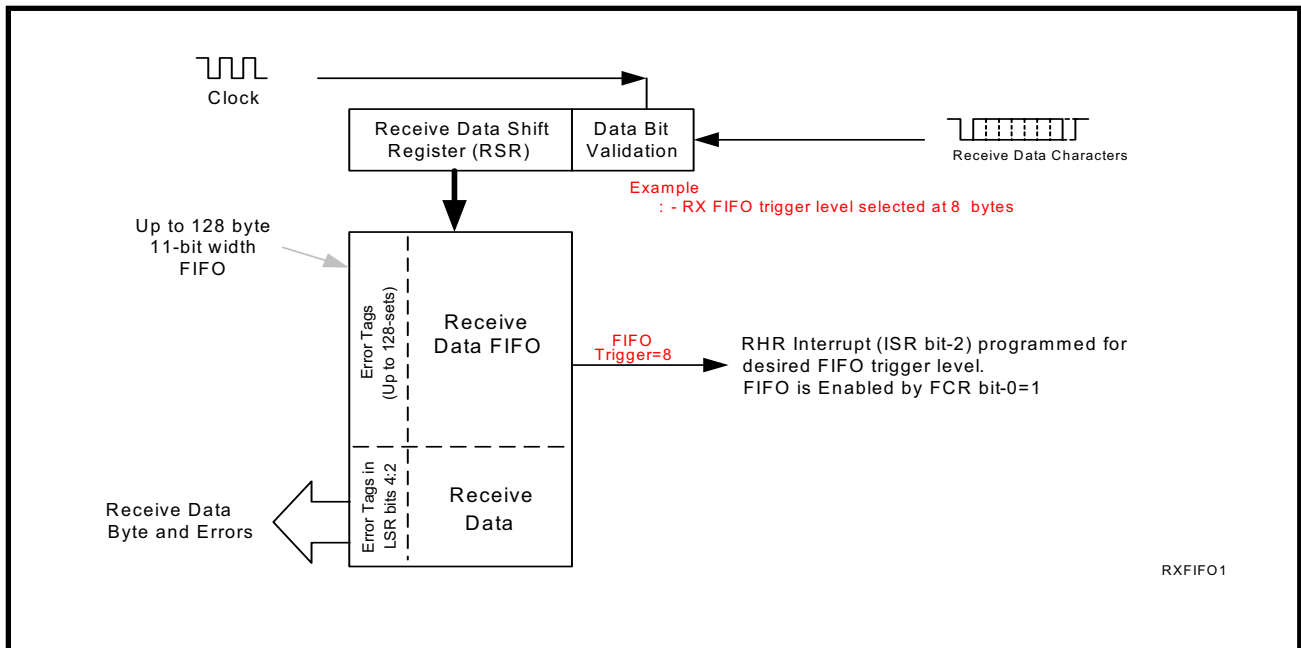 Clock
Receive Data Shift
Register (RSR)
Data Bit
Validation
Receive Data Characters
Example
: - RX FIFO trigger level selected at 8 bytes
Up to 128 byte
11-bit width
FIFO
Error Tags
(Up to 128-sets)
Receive
Data FIFO
FIFO
Trigger=8
RHR Interrupt (ISR bit-2) programmed for
desired FIFO trigger level.
FIFO is Enabled by FCR bit-0=1
Error Tags in
LSR bits 4:2
Receive
Data
Receive Data
Byte and Errors
RXFIFO1